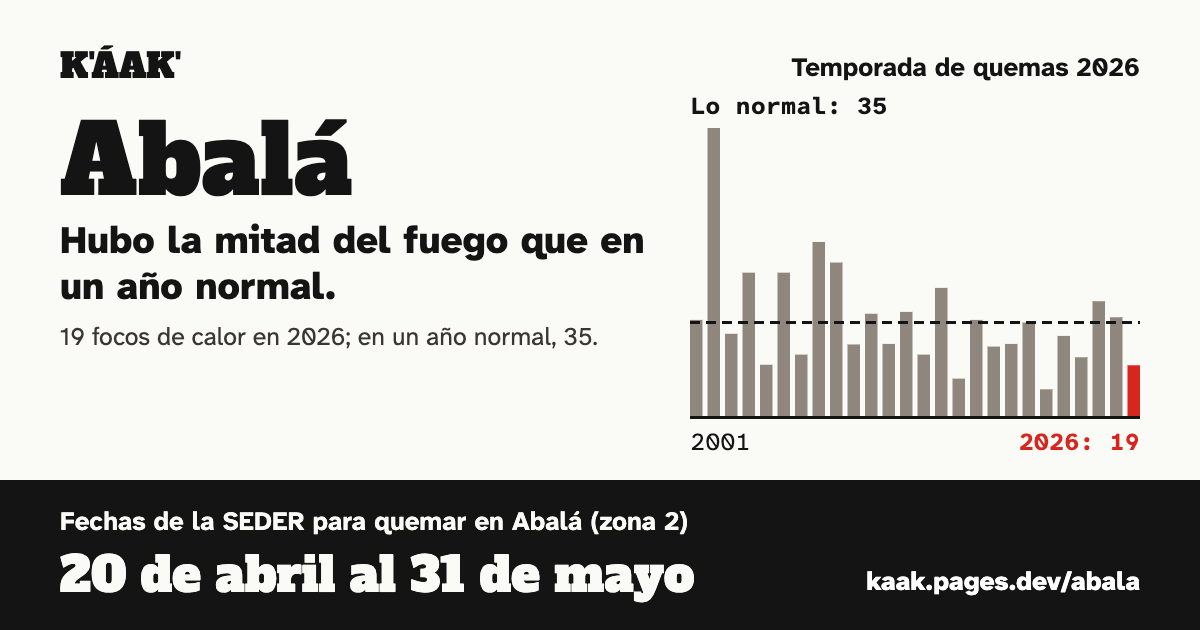 K'ÁAK'
Temporada de quemas 2026
Abalá
Hubo la mitad del fuego que en
un año normal.
19 focos de calor en 2026; en un año normal, 35.
Lo normal: 35
2001
2026: 19
Fechas de la SEDER para quemar en Abalá (zona 2)
20 de abril al 31 de mayo
kaak.pages.dev/abala